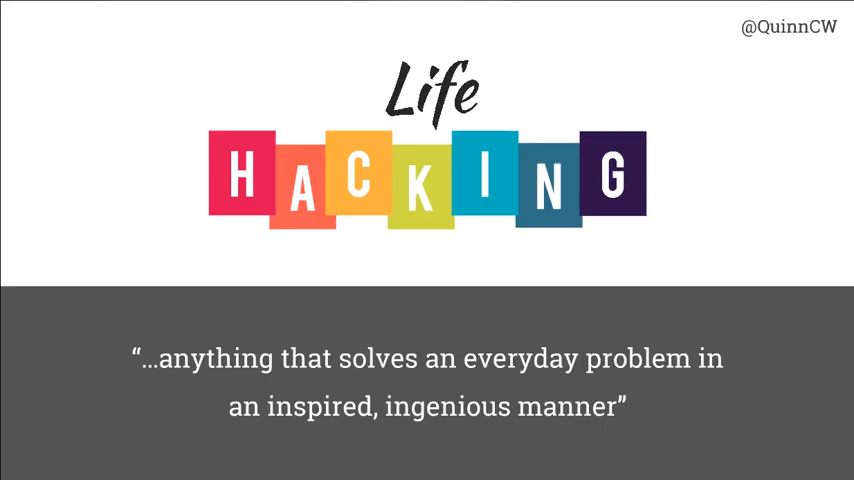 @QuinnCW
Life
HACKING
“...anything that solves an everyday problem in
an inspired, ingenious manner”